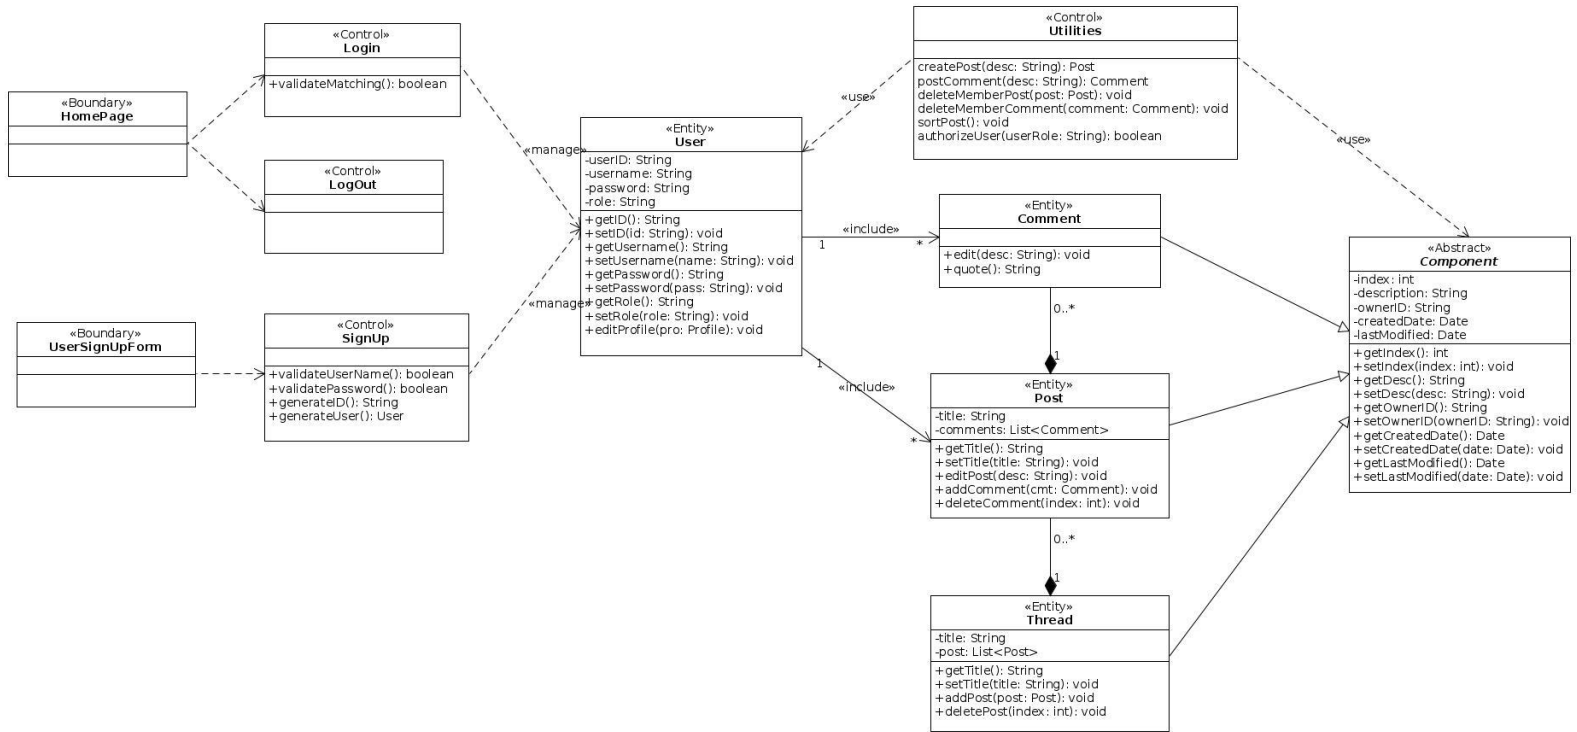 «Boundary»
HomePage
«Control»
Login
+validateMatching(): boolean
«Control»
LogOut
«Boundary»
UserSignUpForm
«Control»
SignUp
+validateUserName(): boolean
+validatePassword(): boolean
+generateID(): String
+generateUser(): User
«manage»
«manage»
«Entity»
User
-userID: String
-username: String
-password: String
-role: String
+getID(): String
+setID(id: String): void
+getUsername(): String
+setUsername(name: String): void
+getPassword(): String
+setPassword(pass: String): void
+getRole(): String
+setRole(role: String): void
+editProfile(pro: Profile): void
«use»
«Control»
Utilities
createPost(desc: String): Post
postComment(desc: String): Comment
deleteMemberPost(post: Post): void
deleteMemberComment(comment: Comment): void
sortPost(): void
authorizeUser(userRole: String): boolean
«use»
«include»
1
*
«Entity»
Comment
+edit(desc: String): void
+quote(): String
0..*
1
1
«include»
*
«Entity»
Post
-title: String
-comments: List<Comment>
+getTitle(): String
+setTitle(title: String): void
+editPost(desc: String): void
+addComment(cmt: Comment): void
+deleteComment(index: int): void
0..*
1
«Entity»
Thread
-title: String
-post: List<Post>
+getTitle(): String
+setTitle(title: String): void
+addPost(post: Post): void
+deletePost(index: int): void
«Abstract»
Component
-index: int
-description: String
-ownerID: String
-createdDate: Date
-lastModified: Date
+getIndex(): int
+setIndex(index: int): void
+getDesc(): String
+setDesc(desc: String): void
+getOwnerID(): String
+setOwnerID(ownerID: String): void
+getCreatedDate(): Date
+setCreatedDate(date: Date): void
+getLastModified(): Date
+setLastModified(date: Date): void